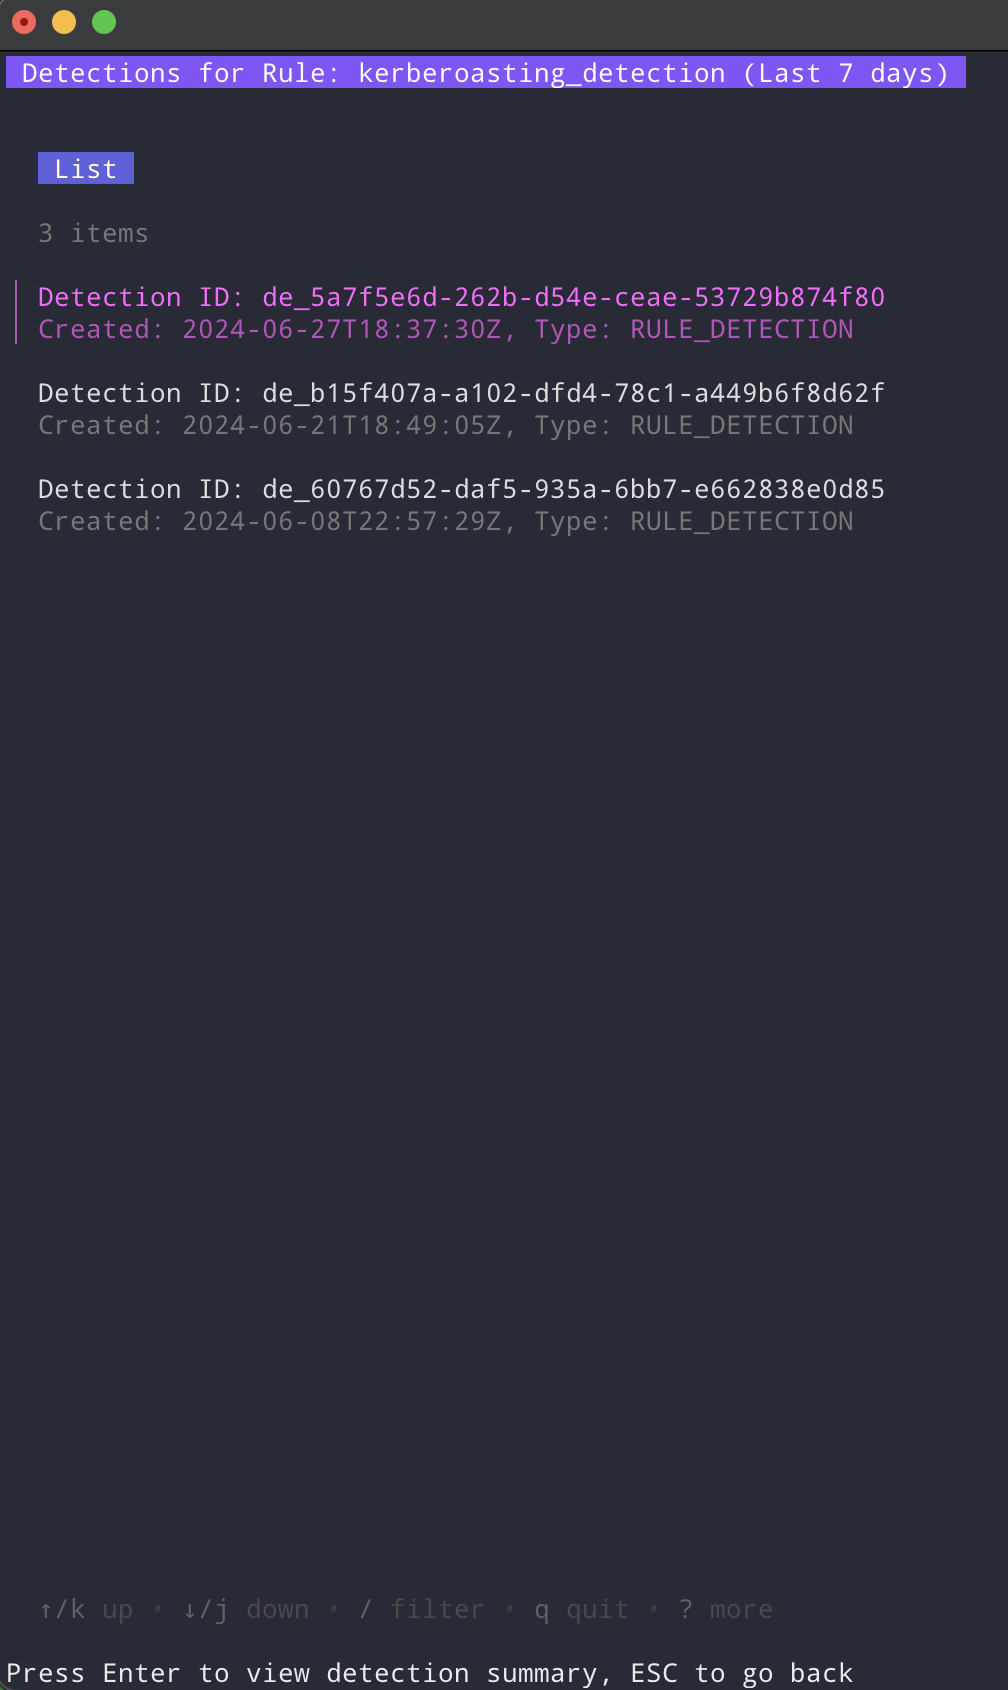 Detections for Rule: kerberoasting_detection (Last 7 days)
List
3 items
Detection ID: de_5a7f5e6d-262b-d54e-ceae-53729b874f80
Created: 2024-06-27T18:37:30Z, Type: RULE_DETECTION
Detection ID: de_b15f407a-a102-dfd4-78c1-a449b6f8d62f
Created: 2024-06-21T18:49:05Z, Type: RULE_DETECTION
Detection ID: de_60767d52-daf5-935a-6bb7-e662838e0d85
Created: 2024-06-08T22:57:29Z, Type: RULE_DETECTION
↑/k up • ↓/j down • / filter • q quit • ? more
Press Enter to view detection summary, ESC to go back